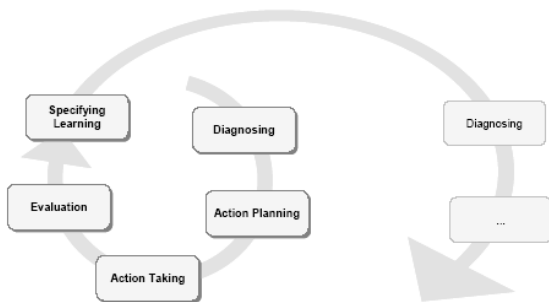 Specifying
Learning
Diagnosing
Diagnosing
Evaluation
Action Planning
...
Action Taking